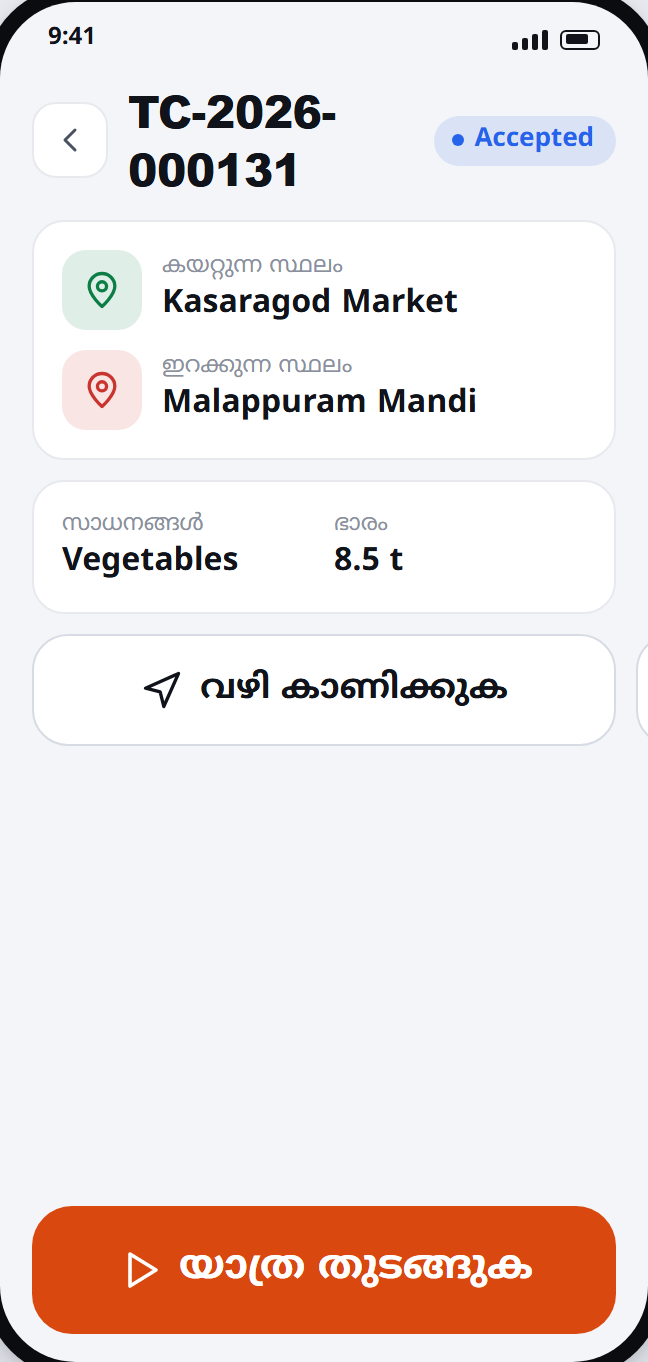 9:41
TC-2026-
000131
Accepted
കയറ്റുന്ന സ്ഥലം
Kasaragod Market
ഇറക്കുന്ന സ്ഥലം
Malappuram Mandi
സാധനങ്ങൾ
ഭാരം
Vegetables
8.5 t
വഴി കാണിക്കുക
യാത്ര തുടങ്ങുക